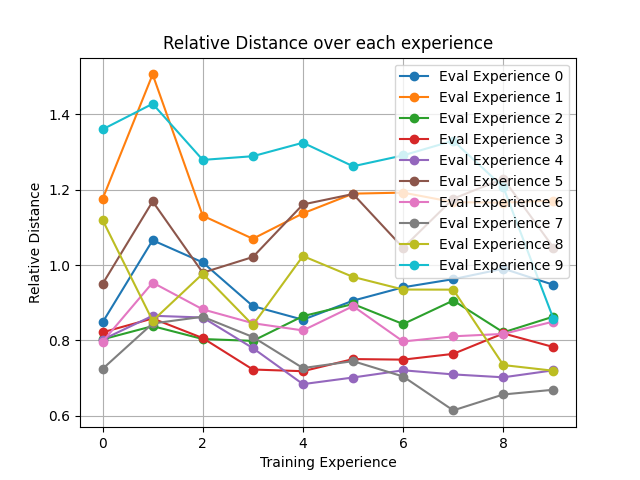 Relative Distance over each experience
Eval Experience 0
Eval Experience 1
Eval Experience 2
Eval Experience 3
Eval Experience 4
Eval Experience 5
Eval Experience 6
Eval Experience 7
Eval Experience 8
Eval Experience 9
1.4
1.2
1.0
0.8
0.6
Relative Distance
0 2 4 6 8
Training Experience